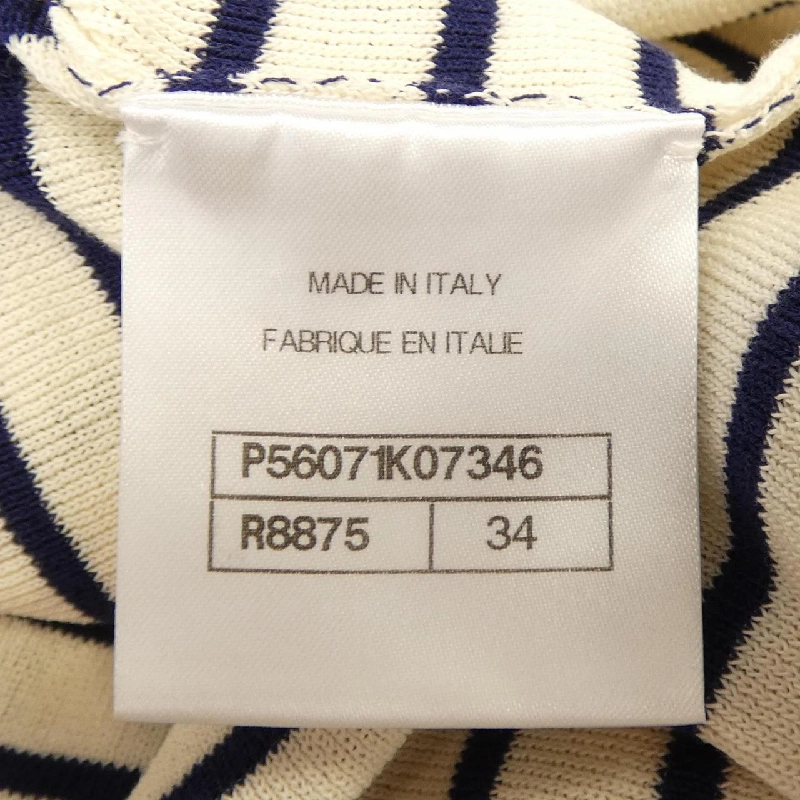 MADE IN ITALY
FABRIQUE EN ITALIE
P56071K07346
R8875 34